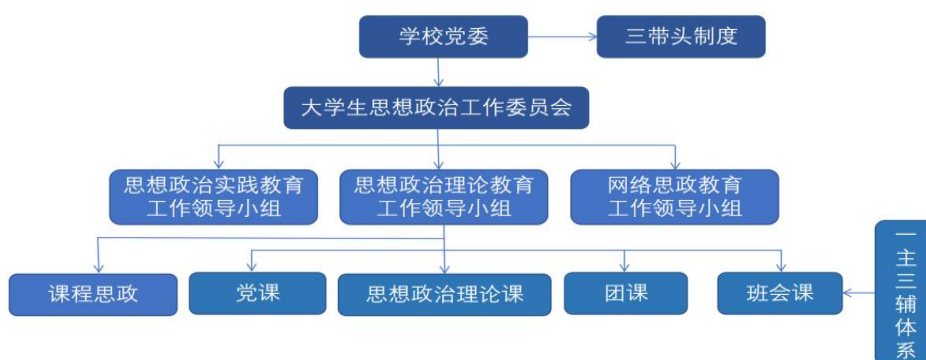 学校党委
三带头制度
大学生思想政治工作委员会
思想政治实践教育
工作领导小组
思想政治理论教育
工作领导小组
网络思政教育
工作领导小组
课程思政
党课
思想政治理论课
团课
班会课
一主三辅体系